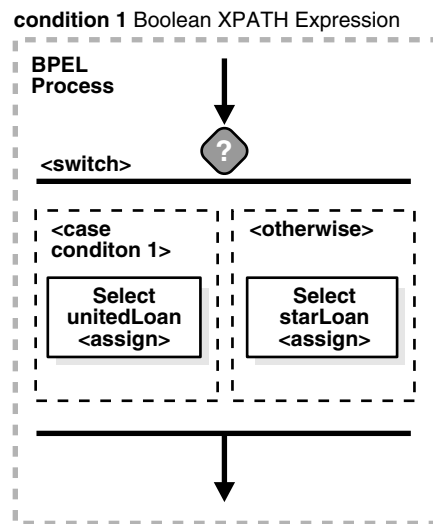 condition 1 Boolean XPATH Expression
BPEL
Process
?
<switch>
<case
conditon 1>
Select
unitedLoan
<assign>
<otherwise>
Select
starLoan
<assign>